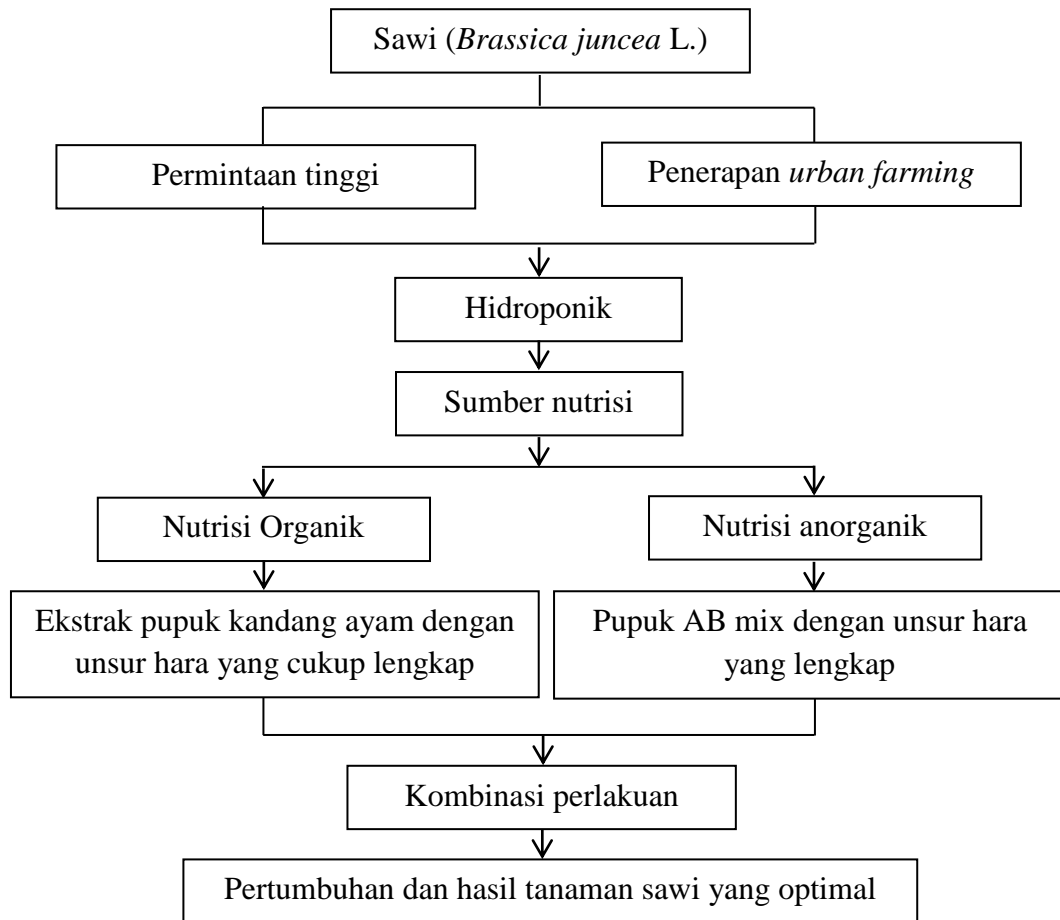 Sawi (Brassica juncea L.)
Permintaan tinggi
Penerapan urban farming
Hidroponik
Sumber nutrisi
Nutrisi Organik
Nutrisi anorganik
Ekstrak pupuk kandang ayam dengan
unsur hara yang cukup lengkap
Pupuk AB mix dengan unsur hara
yang lengkap
Kombinasi perlakuan
Pertumbuhan dan hasil tanaman sawi yang optimal